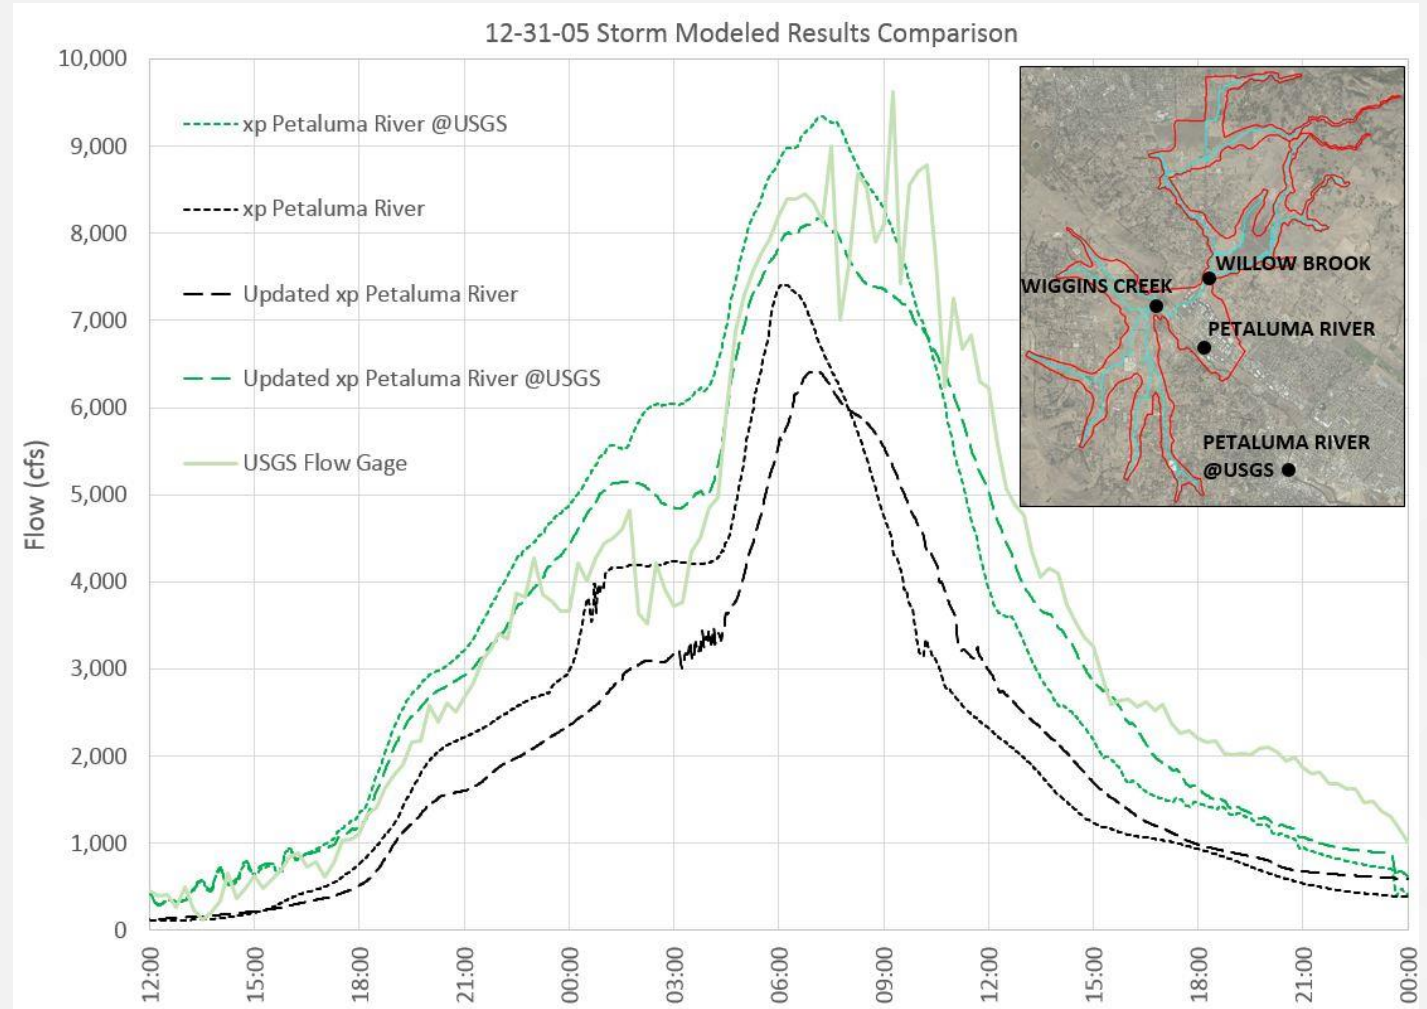 12-31-05 Storm Modeled Results Comparison
10,000
9,000
8,000
7,000
6,000
5,000
4,000
3,000
2,000
1,000
0
Flow (cfs)
xp Petaluma River @USGS
xp Petaluma River
Updated xp Petaluma River
Updated xp Petaluma River @USGS
USGS Flow Gage
WILLOW BROOK
WIGGINS CREEK
PETALUMA RIVER
PETALUMA RIVER
@USGS
12:00
15:00
18:00
21:00
00:00
03:00
06:00
09:00
12:00
15:00
18:00
21:00
00:00